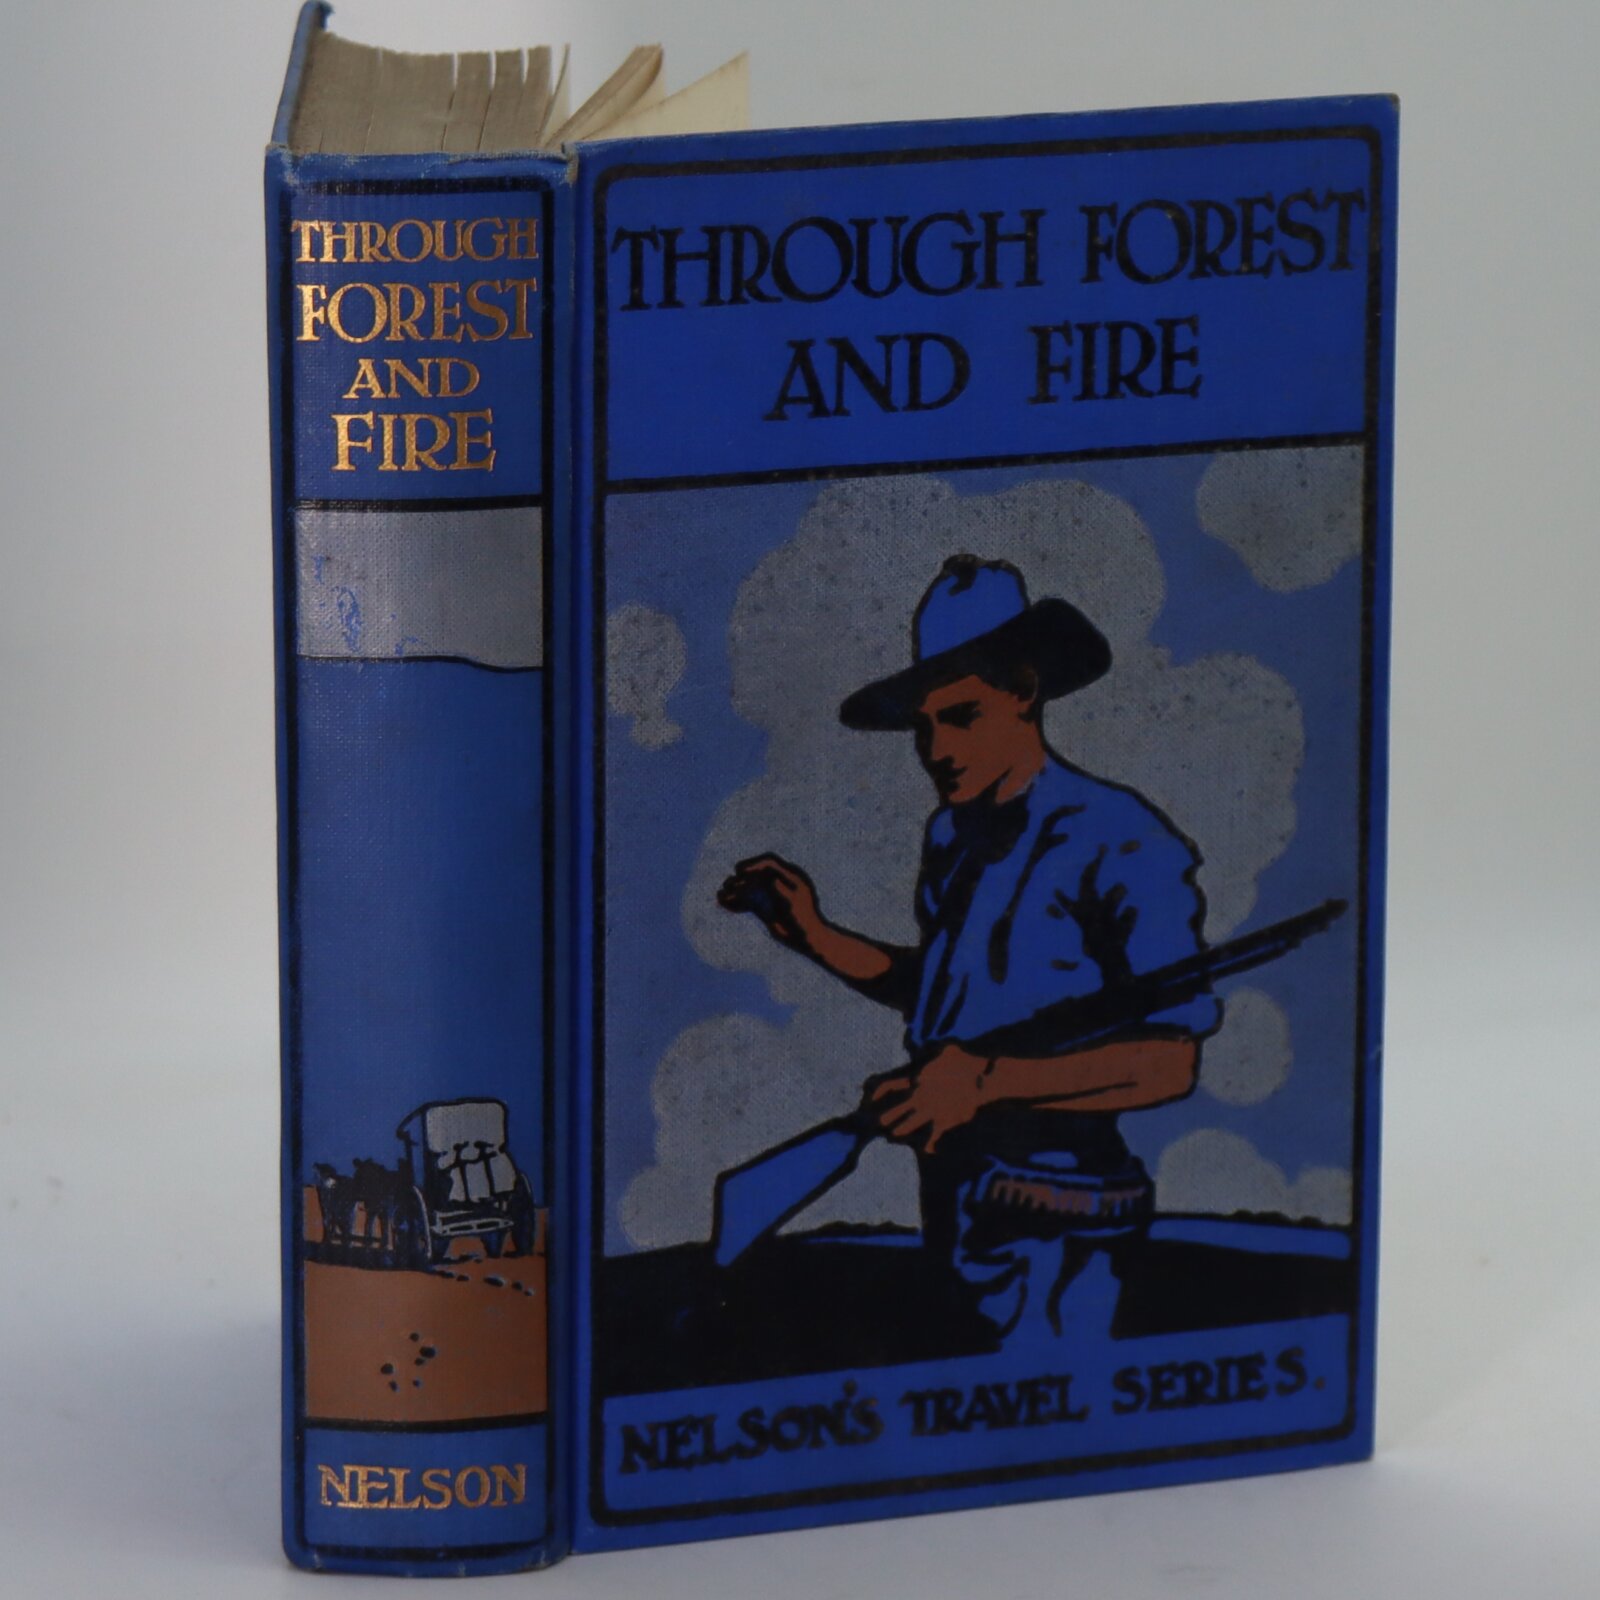 THROUGH
FOREST
AND
FIRE
NELSON
THROUGH FOREST
AND FIRE
NELSON'S TRAVEL SERIES.